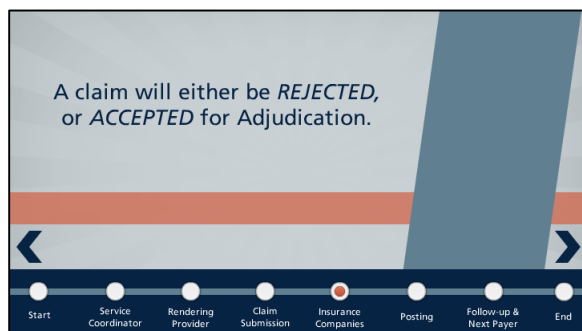 A claim will either be REJECTED,
or ACCEPTED for Adjudication.
Start
Service
Coordinator
Rendering
Provider
Claim
Submission
Insurance
Companies
Posting
Follow-up &
Next Payer
End